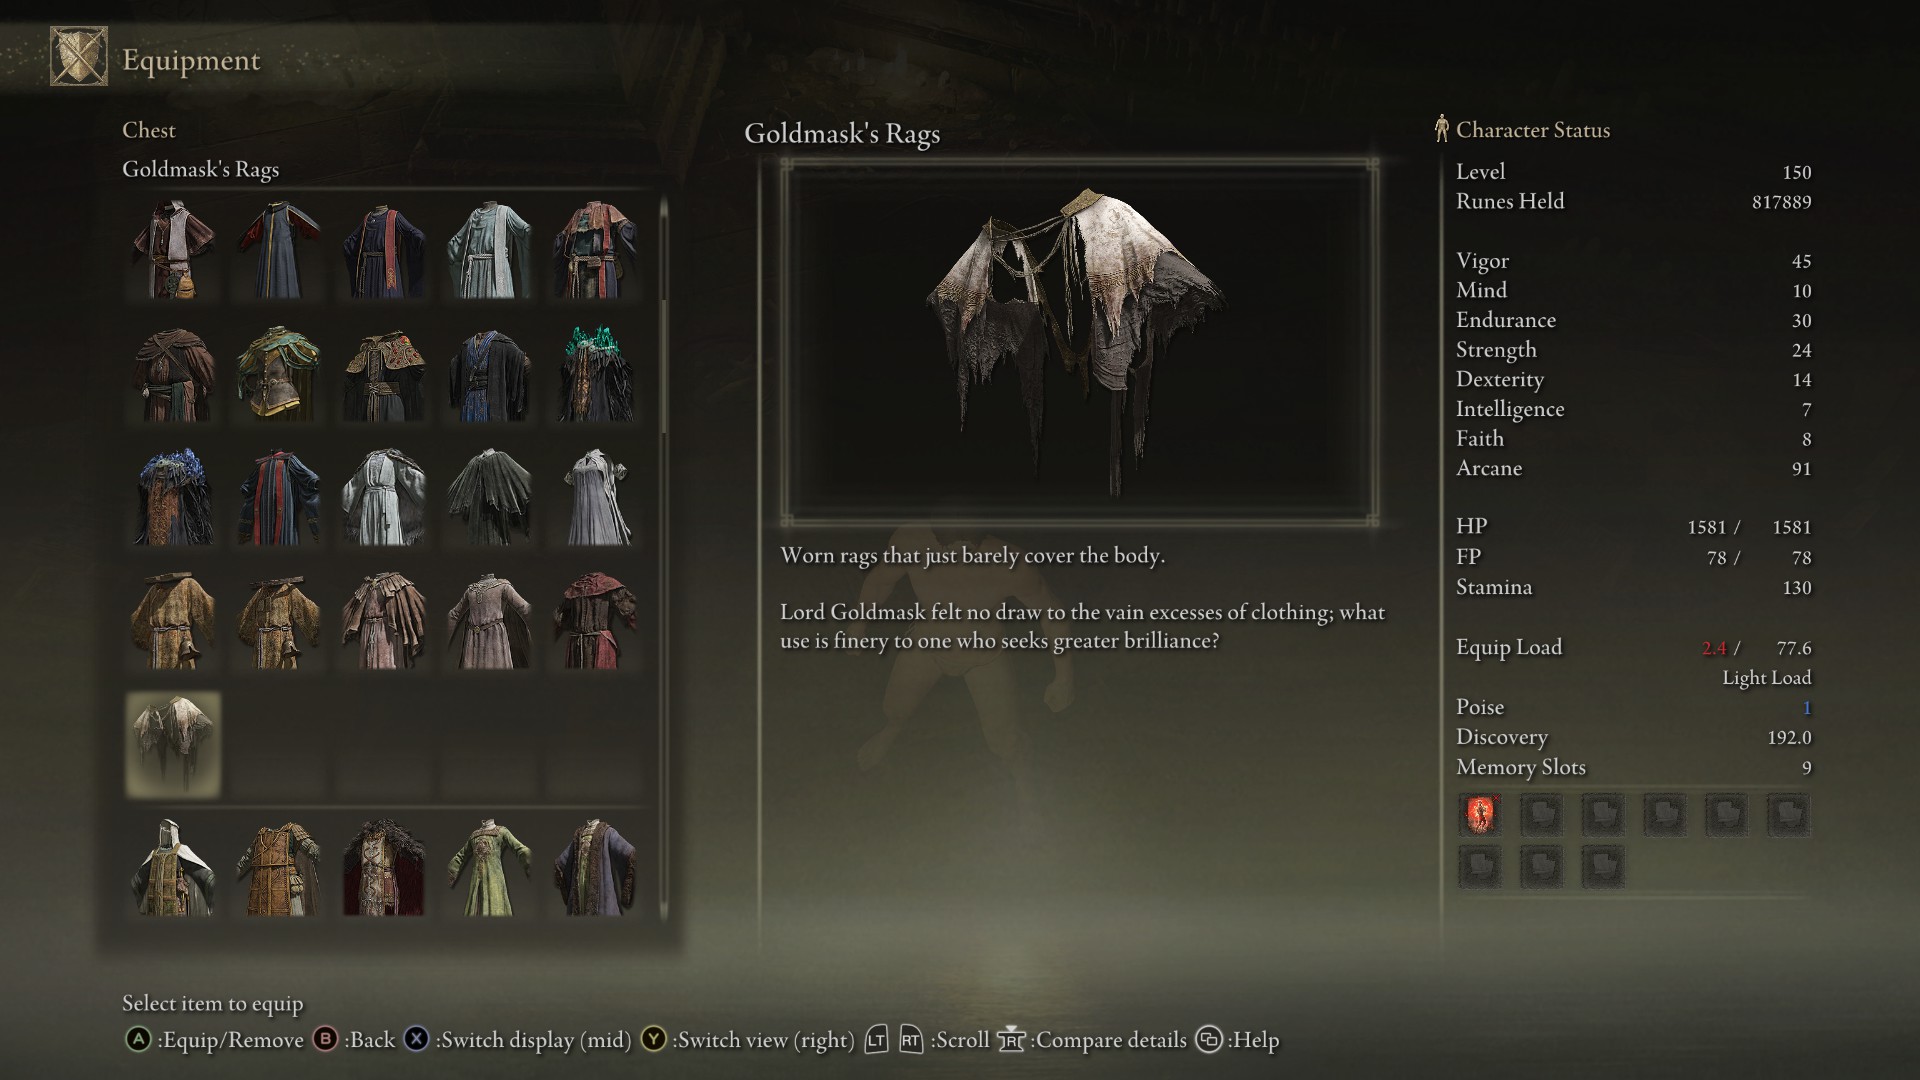 Equipment
Chest
Goldmask's Rags
Goldmask's Rags
Worn rags that just barely cover the body.
Lord Goldmask felt no draw to the vain excesses of clothing; what
use is finery to one who seeks greater brilliance?
Character Status
Level 150
Runes Held 817889
Vigor 45
Mind 10
Endurance 30
Strength 24
Dexterity 14
Intelligence 7
Faith 8
Arcane 91
HP 1581 / 1581
FP 78 / 78
Stamina 130
Equip Load 2.4 / 77.6
Light Load
Poise 1
Discovery 192.0
Memory Slots 9
Select item to equip
A :Equip/Remove B :Back X :Switch display (mid) Y :Switch view (right) LT RT :Scroll R :Compare details :Help